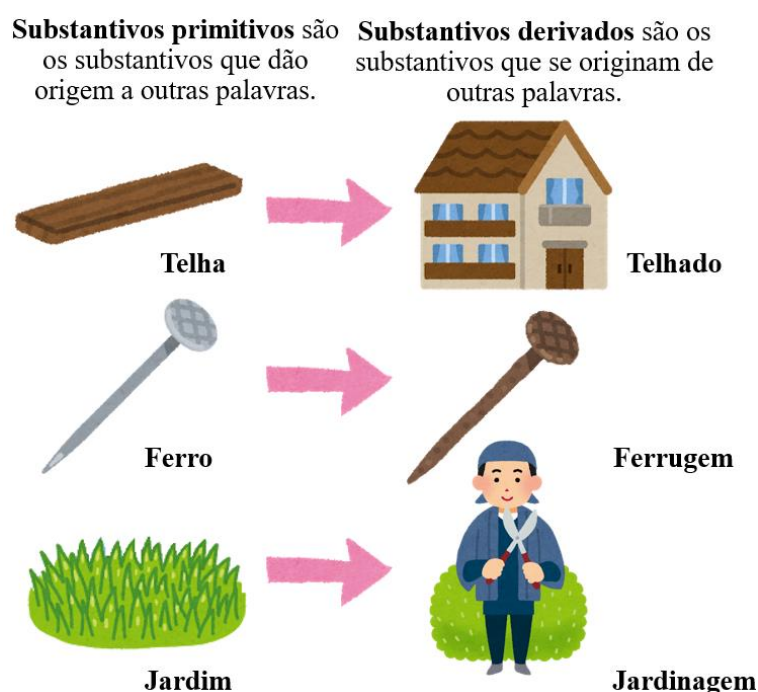 Substantivos primitivos são
os substantivos que dão
origem a outras palavras.
Substantivos derivados são os
substantivos que se originam de
outras palavras.
Telha
Telhado
Ferro
Ferrugem
Jardim
Jardinagem